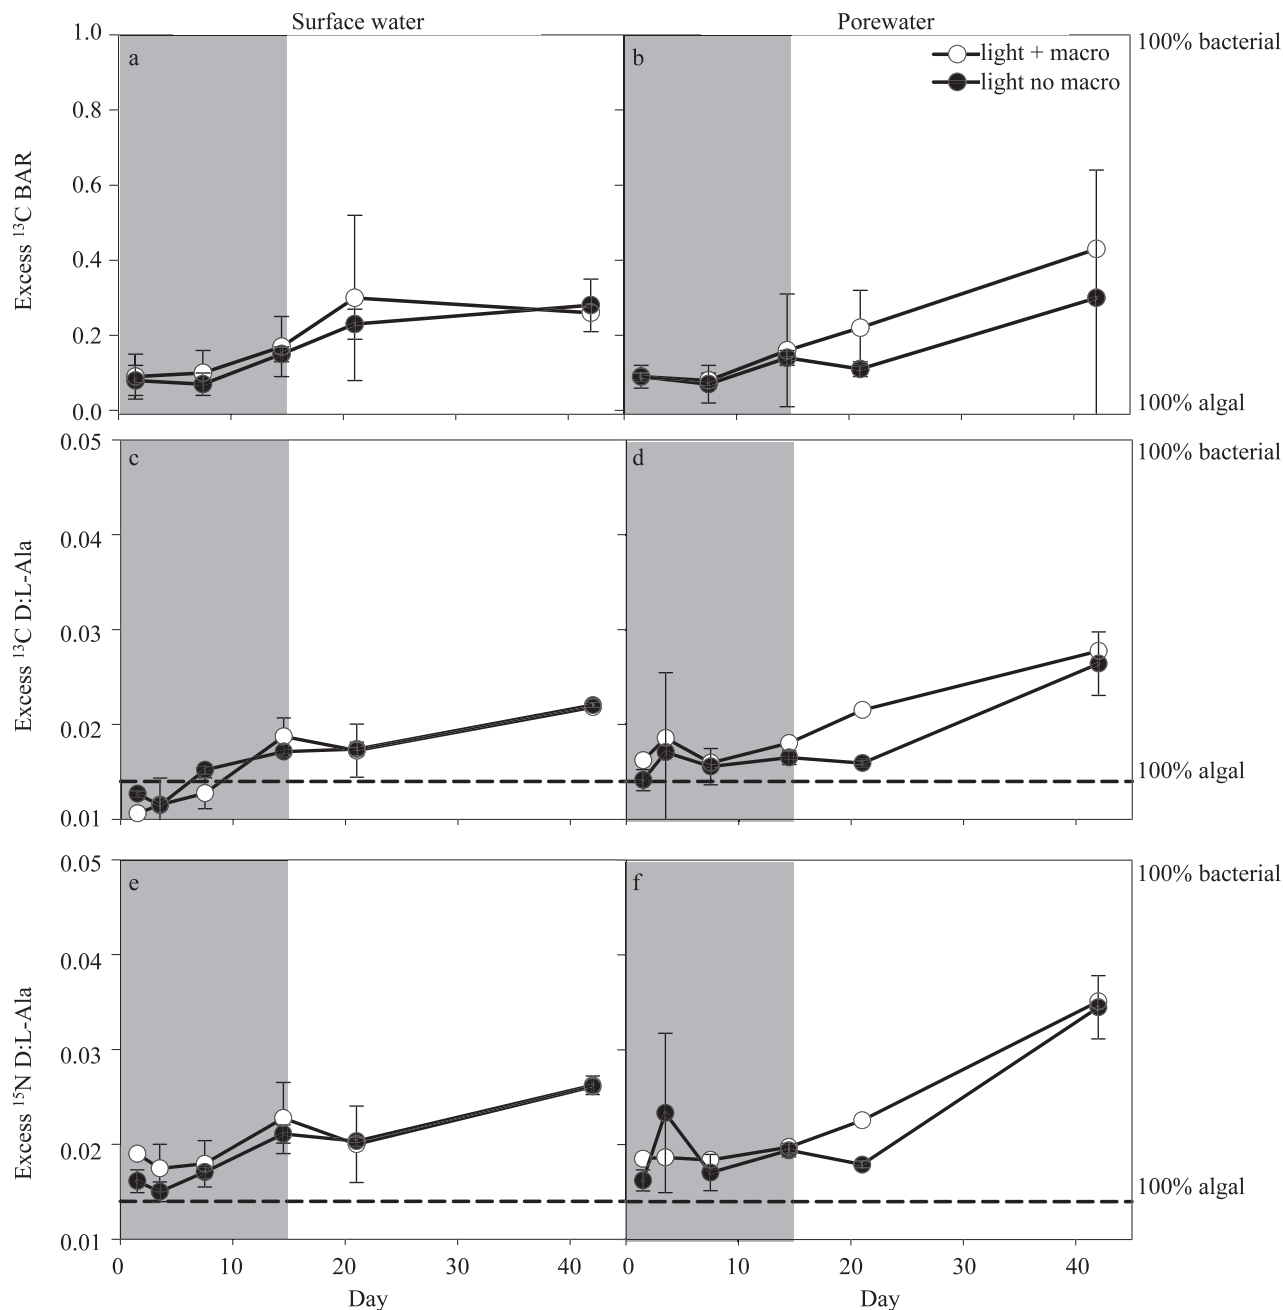 Surface water
Porewater
1.0
0.8
0.6
0.4
0.2
0.0
Excess ¹³C BAR
a
b
light + macro
light no macro
100% bacterial
100% algal
0.05
0.04
0.03
0.02
0.01
Excess ¹³C D:L-Ala
c
d
100% bacterial
100% algal
0.05
0.04
0.03
0.02
0.01
Excess ¹⁵N D:L-Ala
e
f
100% bacterial
100% algal
0 10 20 30 40
0 10 20 30 40
Day
Day